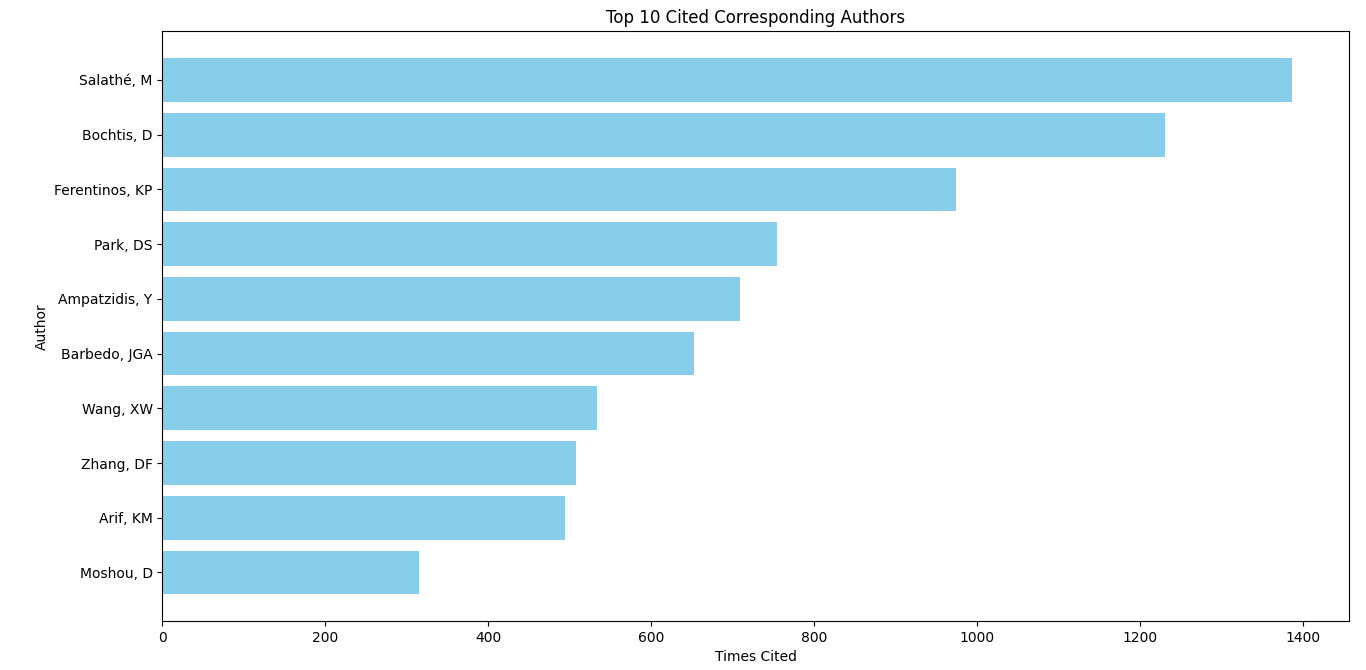 Top 10 Cited Corresponding Authors
Author
Salathé, M
Bochtis, D
Ferentinos, KP
Park, DS
Ampatzidis, Y
Barbedo, JGA
Wang, XW
Zhang, DF
Arif, KM
Moshou, D
0 200 400 600 800 1000 1200 1400
Times Cited